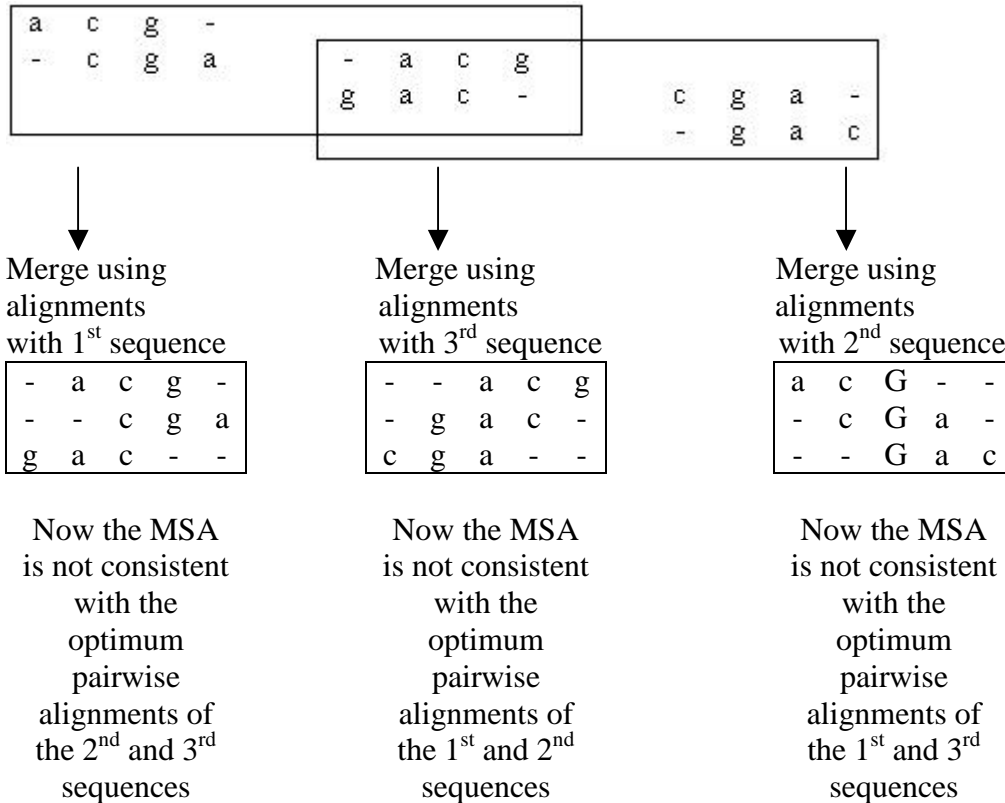 a c g -
- c g a
- a c g
g a c -
c g a -
- g a c
Merge using
alignments
with 1st sequence
- a c g -
- - c g a
g a c - -
Now the MSA
is not consistent
with the
optimum
pairwise
alignments of
the 2nd and 3rd
sequences
Merge using
alignments
with 3rd sequence
- - a c g
- g a c -
c g a - -
Now the MSA
is not consistent
with the
optimum
pairwise
alignments of
the 1st and 2nd
sequences
Merge using
alignments
with 2nd sequence
a c G - -
- c G a -
- - G a c
Now the MSA
is not consistent
with the
optimum
pairwise
alignments of
the 1st and 3rd
sequences